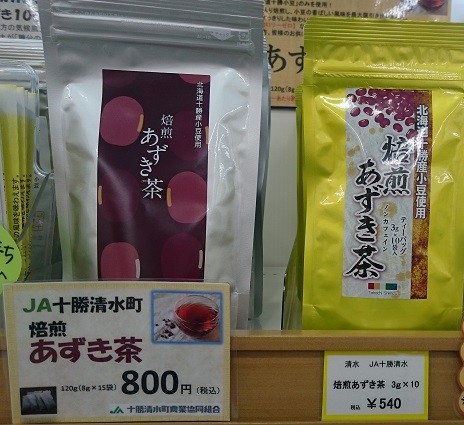 北海道十勝産小豆使用
焙煎
あずき茶
北海道十勝産小豆使用
焙煎
あずき茶
ティーバッグ
3g×10袋入
ノンカフェイン
JA十勝清水町
焙煎
あずき茶
120g(8g×15袋) 800円(税込)
JA 十勝清水町農業協同組合
清水 JA十勝清水
焙煎あずき茶 3g×10
税込 ¥540
あずき